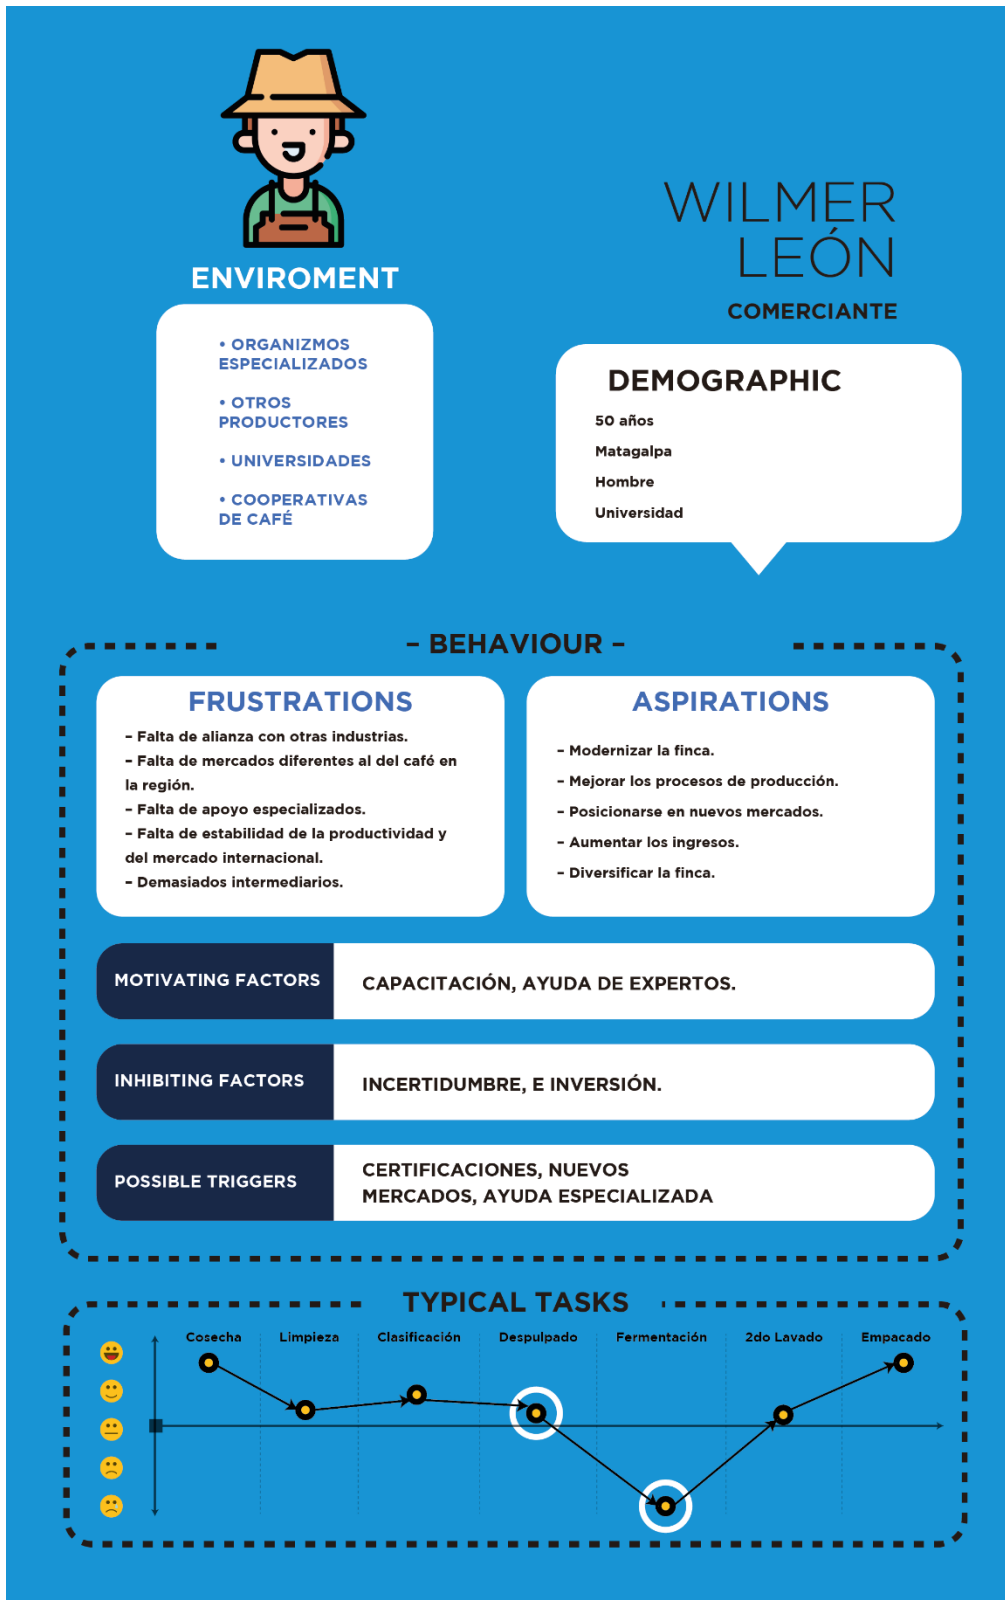 WILMER
LEÓN
COMERCIANTE
ENVIROMENT
• ORGANIZMOS
ESPECIALIZADOS
• OTROS
PRODUCTORES
• UNIVERSIDADES
• COOPERATIVAS
DE CAFÉ
DEMOGRAPHIC
50 años
Matagalpa
Hombre
Universidad
– BEHAVIOUR –
FRUSTRATIONS
– Falta de alianza con otras industrias.
– Falta de mercados diferentes al del café en
la región.
– Falta de apoyo especializados.
– Falta de estabilidad de la productividad y
del mercado internacional.
– Demasiados intermediarios.
ASPIRATIONS
– Modernizar la finca.
– Mejorar los procesos de producción.
– Posicionarse en nuevos mercados.
– Aumentar los ingresos.
– Diversificar la finca.
MOTIVATING FACTORS
CAPACITACIÓN, AYUDA DE EXPERTOS.
INHIBITING FACTORS
INCERTIDUMBRE, E INVERSIÓN.
POSSIBLE TRIGGERS
CERTIFICACIONES, NUEVOS
MERCADOS, AYUDA ESPECIALIZADA
TYPICAL TASKS
Cosecha
Limpieza
Clasificación
Despulpado
Fermentación
2do Lavado
Empacado